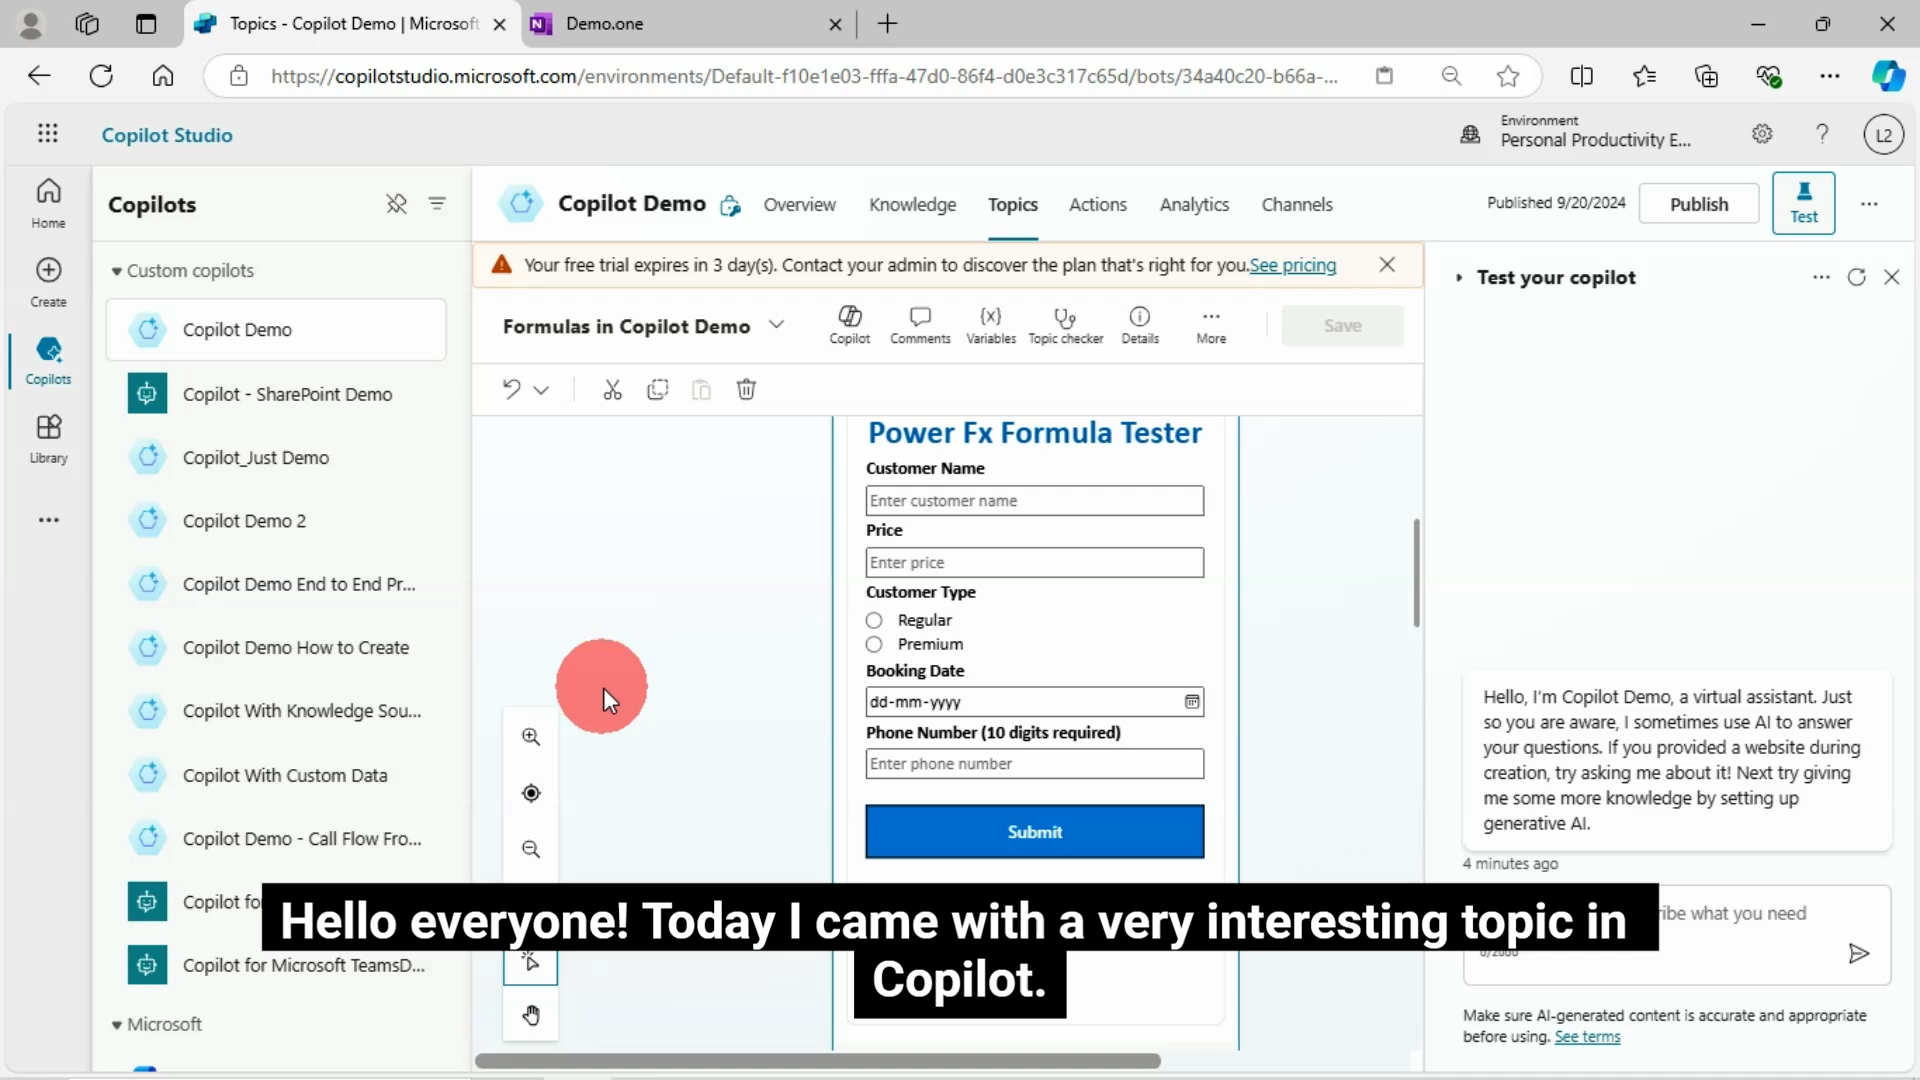 Topics - Copilot Demo | Microsoft
Demo.one
https://copilotstudio.microsoft.com/environments/Default-f10e1e03-fffa-47d0-86f4-d0e3c317c65d/bots/34a40c20-b66a-...
Copilot Studio
Environment
Personal Productivity E...
L2
Home
Create
Copilots
Library
Copilots
Custom copilots
Copilot Demo
Copilot - SharePoint Demo
Copilot_Just Demo
Copilot Demo 2
Copilot Demo End to End Pr...
Copilot Demo How to Create
Copilot With Knowledge Sou...
Copilot With Custom Data
Copilot Demo - Call Flow Fro...
Copilot fo
Copilot for Microsoft TeamsD...
Microsoft
Copilot Demo
Overview
Knowledge
Topics
Actions
Analytics
Channels
Published 9/20/2024
Publish
Test
Your free trial expires in 3 day(s). Contact your admin to discover the plan that's right for you.See pricing
Formulas in Copilot Demo
Copilot
Comments
{x}
Variables
Topic checker
Details
More
Save
Power Fx Formula Tester
Customer Name
Enter customer name
Price
Enter price
Customer Type
Regular
Premium
Booking Date
dd-mm-yyyy
Phone Number (10 digits required)
Enter phone number
Submit
Test your copilot
Hello, I'm Copilot Demo, a virtual assistant. Just
so you are aware, I sometimes use AI to answer
your questions. If you provided a website during
creation, try asking me about it! Next try giving
me some more knowledge by setting up
generative AI.
4 minutes ago
ribe what you need
0/2000
Make sure AI-generated content is accurate and appropriate
before using. See terms
Hello everyone! Today I came with a very interesting topic in
Copilot.